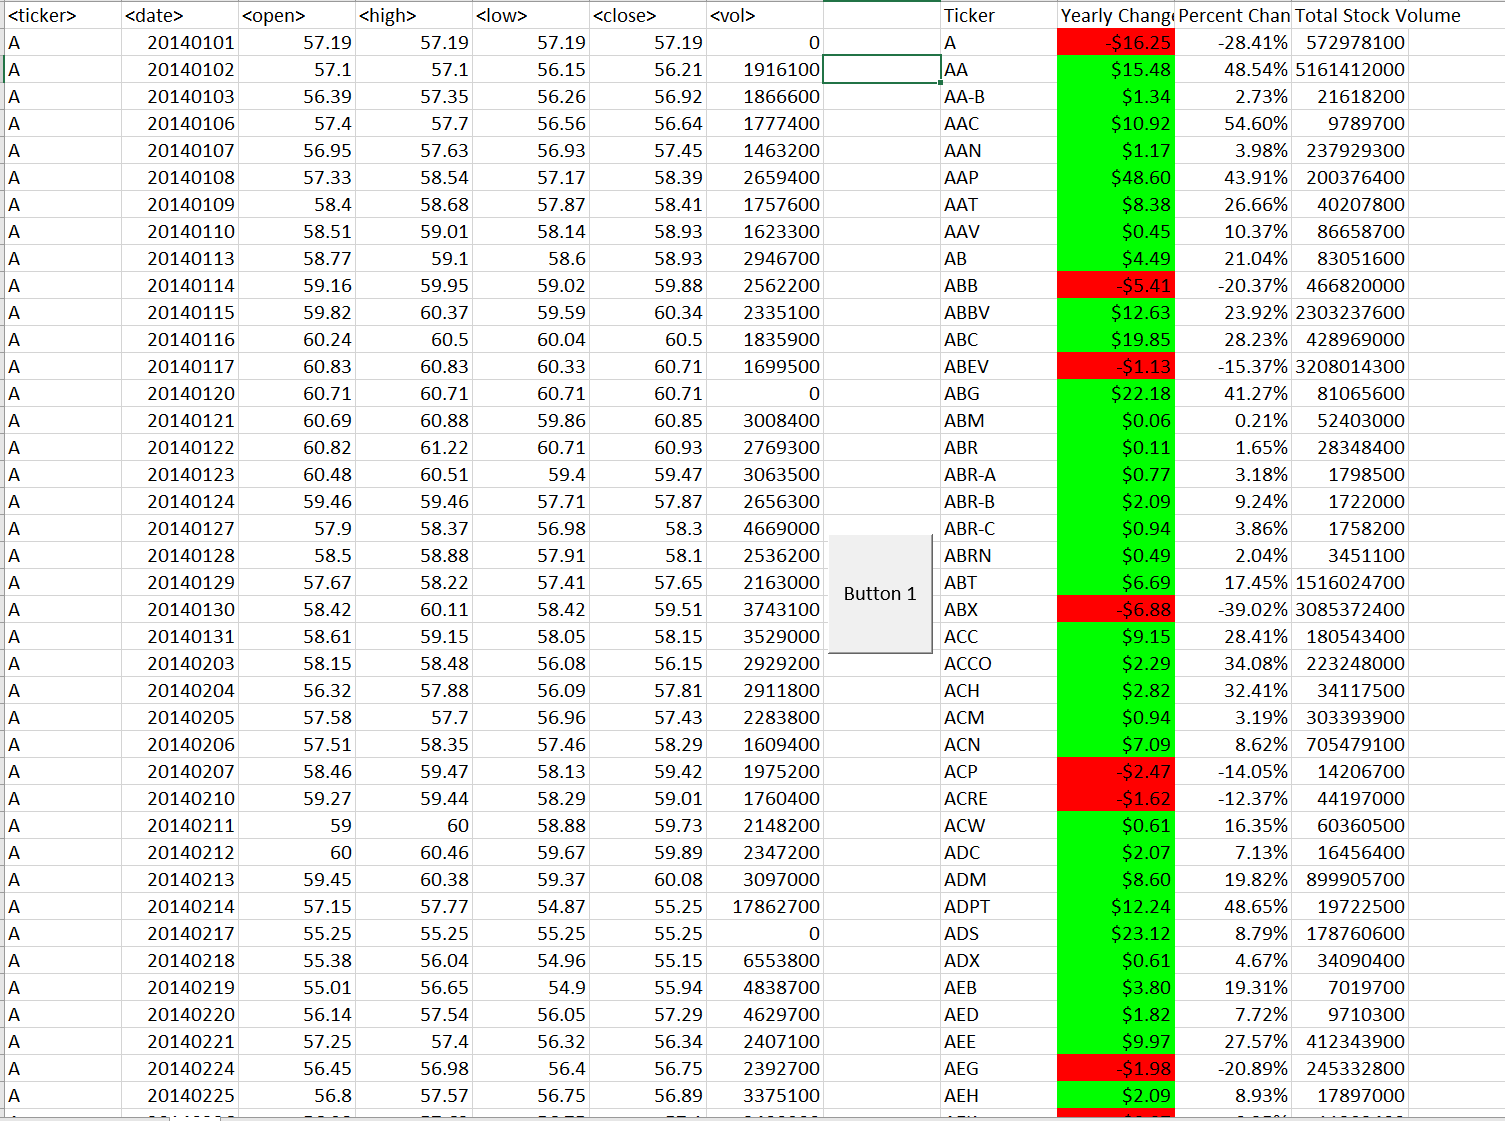 <ticker> <date> <open> <high> <low> <close> <vol> Ticker Yearly Chang Percent Chan Total Stock Volume
A 20140101 57.19 57.19 57.19 57.19 0 A -$16.25 -28.41% 572978100
A 20140102 57.1 57.1 56.15 56.21 1916100 AA $15.48 48.54% 5161412000
A 20140103 56.39 57.35 56.26 56.92 1866600 AA-B $1.34 2.73% 21618200
A 20140106 57.4 57.7 56.56 56.64 1777400 AAC $10.92 54.60% 9789700
A 20140107 56.95 57.63 56.93 57.45 1463200 AAN $1.17 3.98% 237929300
A 20140108 57.33 58.54 57.17 58.39 2659400 AAP $48.60 43.91% 200376400
A 20140109 58.4 58.68 57.87 58.41 1757600 AAT $8.38 26.66% 40207800
A 20140110 58.51 59.01 58.14 58.93 1623300 AAV $0.45 10.37% 86658700
A 20140113 58.77 59.1 58.6 58.93 2946700 AB $4.49 21.04% 83051600
A 20140114 59.16 59.95 59.02 59.88 2562200 ABB -$5.41 -20.37% 466820000
A 20140115 59.82 60.37 59.59 60.34 2335100 ABBV $12.63 23.92% 2303237600
A 20140116 60.24 60.5 60.04 60.5 1835900 ABC $19.85 28.23% 428969000
A 20140117 60.83 60.83 60.33 60.71 1699500 ABEV -$1.13 -15.37% 3208014300
A 20140120 60.71 60.71 60.71 60.71 0 ABG $22.18 41.27% 81065600
A 20140121 60.69 60.88 59.86 60.85 3008400 ABM $0.06 0.21% 52403000
A 20140122 60.82 61.22 60.71 60.93 2769300 ABR $0.11 1.65% 28348400
A 20140123 60.48 60.51 59.4 59.47 3063500 ABR-A $0.77 3.18% 1798500
A 20140124 59.46 59.46 57.71 57.87 2656300 ABR-B $2.09 9.24% 1722000
A 20140127 57.9 58.37 56.98 58.3 4669000 ABR-C $0.94 3.86% 1758200
A 20140128 58.5 58.88 57.91 58.1 2536200 ABRN $0.49 2.04% 3451100
A 20140129 57.67 58.22 57.41 57.65 2163000 Button 1 ABT $6.69 17.45% 1516024700
A 20140130 58.42 60.11 58.42 59.51 3743100 ABX -$6.88 -39.02% 3085372400
A 20140131 58.61 59.15 58.05 58.15 3529000 ACC $9.15 28.41% 180543400
A 20140203 58.15 58.48 56.08 56.15 2929200 ACCO $2.29 34.08% 223248000
A 20140204 56.32 57.88 56.09 57.81 2911800 ACH $2.82 32.41% 34117500
A 20140205 57.58 57.7 56.96 57.43 2283800 ACM $0.94 3.19% 303393900
A 20140206 57.51 58.35 57.46 58.29 1609400 ACN $7.09 8.62% 705479100
A 20140207 58.46 59.47 58.13 59.42 1975200 ACP -$2.47 -14.05% 14206700
A 20140210 59.27 59.44 58.29 59.01 1760400 ACRE -$1.62 -12.37% 44197000
A 20140211 59 60 58.88 59.73 2148200 ACW $0.61 16.35% 60360500
A 20140212 60 60.46 59.67 59.89 2347200 ADC $2.07 7.13% 16456400
A 20140213 59.45 60.38 59.37 60.08 3097000 ADM $8.60 19.82% 899905700
A 20140214 57.15 57.77 54.87 55.25 17862700 ADPT $12.24 48.65% 19722500
A 20140217 55.25 55.25 55.25 55.25 0 ADS $23.12 8.79% 178760600
A 20140218 55.38 56.04 54.96 55.15 6553800 ADX $0.61 4.67% 34090400
A 20140219 55.01 56.65 54.9 55.94 4838700 AEB $3.80 19.31% 7019700
A 20140220 56.14 57.54 56.05 57.29 4629700 AED $1.82 7.72% 9710300
A 20140221 57.25 57.4 56.32 56.34 2407100 AEE $9.97 27.57% 412343900
A 20140224 56.45 56.98 56.4 56.75 2392700 AEG -$1.98 -20.89% 245332800
A 20140225 56.8 57.57 56.75 56.89 3375100 AEH $2.09 8.93% 17897000